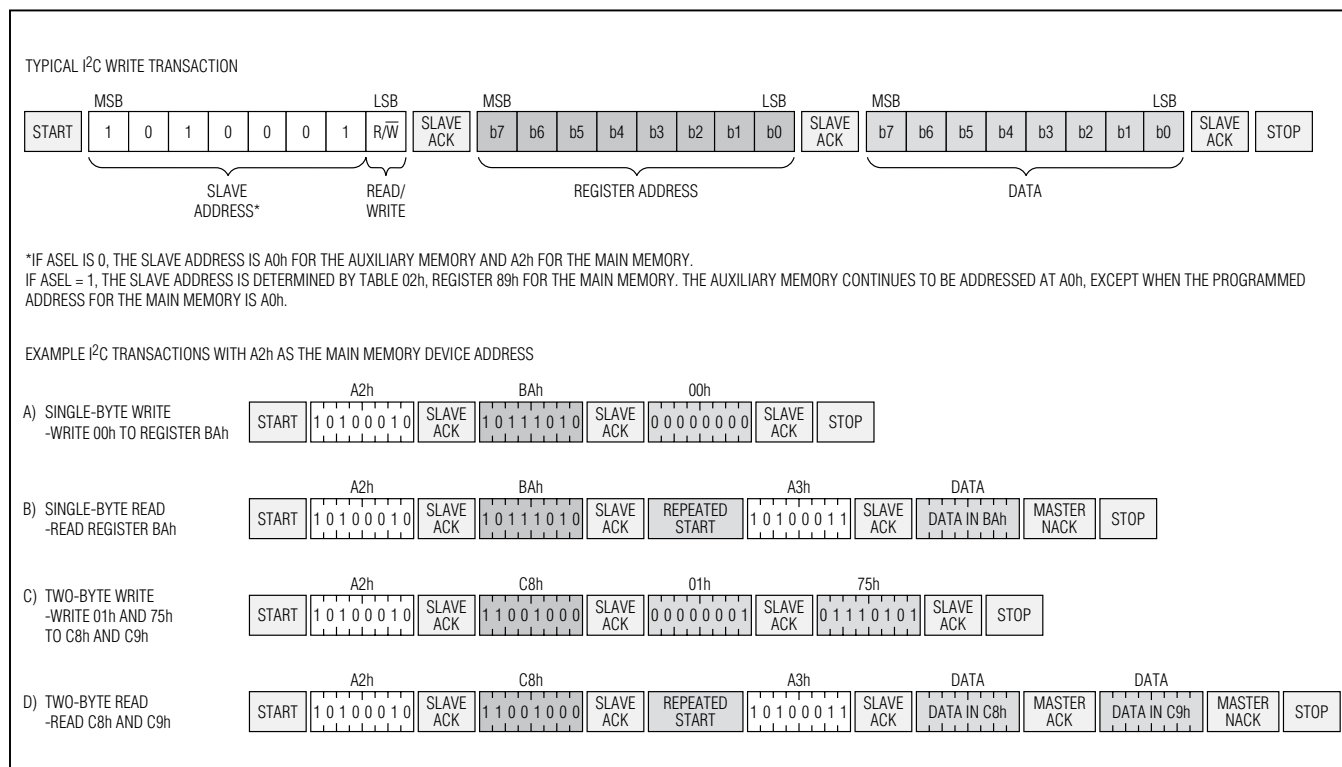 TYPICAL I²C WRITE TRANSACTION
MSB LSB MSB LSB MSB LSB
START 1 0 1 0 0 0 1 R/W̅ SLAVE ACK b7 b6 b5 b4 b3 b2 b1 b0 SLAVE ACK b7 b6 b5 b4 b3 b2 b1 b0 SLAVE ACK STOP
SLAVE ADDRESS* READ/WRITE REGISTER ADDRESS DATA
*IF ASEL IS 0, THE SLAVE ADDRESS IS A0h FOR THE AUXILIARY MEMORY AND A2h FOR THE MAIN MEMORY.
IF ASEL = 1, THE SLAVE ADDRESS IS DETERMINED BY TABLE 02h, REGISTER 89h FOR THE MAIN MEMORY. THE AUXILIARY MEMORY CONTINUES TO BE ADDRESSED AT A0h, EXCEPT WHEN THE PROGRAMMED
ADDRESS FOR THE MAIN MEMORY IS A0h.
EXAMPLE I²C TRANSACTIONS WITH A2h AS THE MAIN MEMORY DEVICE ADDRESS
A2h BAh 00h
A) SINGLE-BYTE WRITE
-WRITE 00h TO REGISTER BAh
START 1 0 1 0 0 0 1 0 SLAVE ACK 1 0 1 1 1 0 1 0 SLAVE ACK 0 0 0 0 0 0 0 0 SLAVE ACK STOP
A2h BAh A3h DATA
B) SINGLE-BYTE READ
-READ REGISTER BAh
START 1 0 1 0 0 0 1 0 SLAVE ACK 1 0 1 1 1 0 1 0 SLAVE ACK REPEATED START 1 0 1 0 0 0 1 1 SLAVE ACK DATA IN BAh MASTER NACK STOP
A2h C8h 01h 75h
C) TWO-BYTE WRITE
-WRITE 01h AND 75h
TO C8h AND C9h
START 1 0 1 0 0 0 1 0 SLAVE ACK 1 1 0 0 1 0 0 0 SLAVE ACK 0 0 0 0 0 0 0 1 SLAVE ACK 0 1 1 1 0 1 0 1 SLAVE ACK STOP
A2h C8h A3h DATA DATA
D) TWO-BYTE READ
-READ C8h AND C9h
START 1 0 1 0 0 0 1 0 SLAVE ACK 1 1 0 0 1 0 0 0 SLAVE ACK REPEATED START 1 0 1 0 0 0 1 1 SLAVE ACK DATA IN C8h MASTER ACK DATA IN C9h MASTER NACK STOP